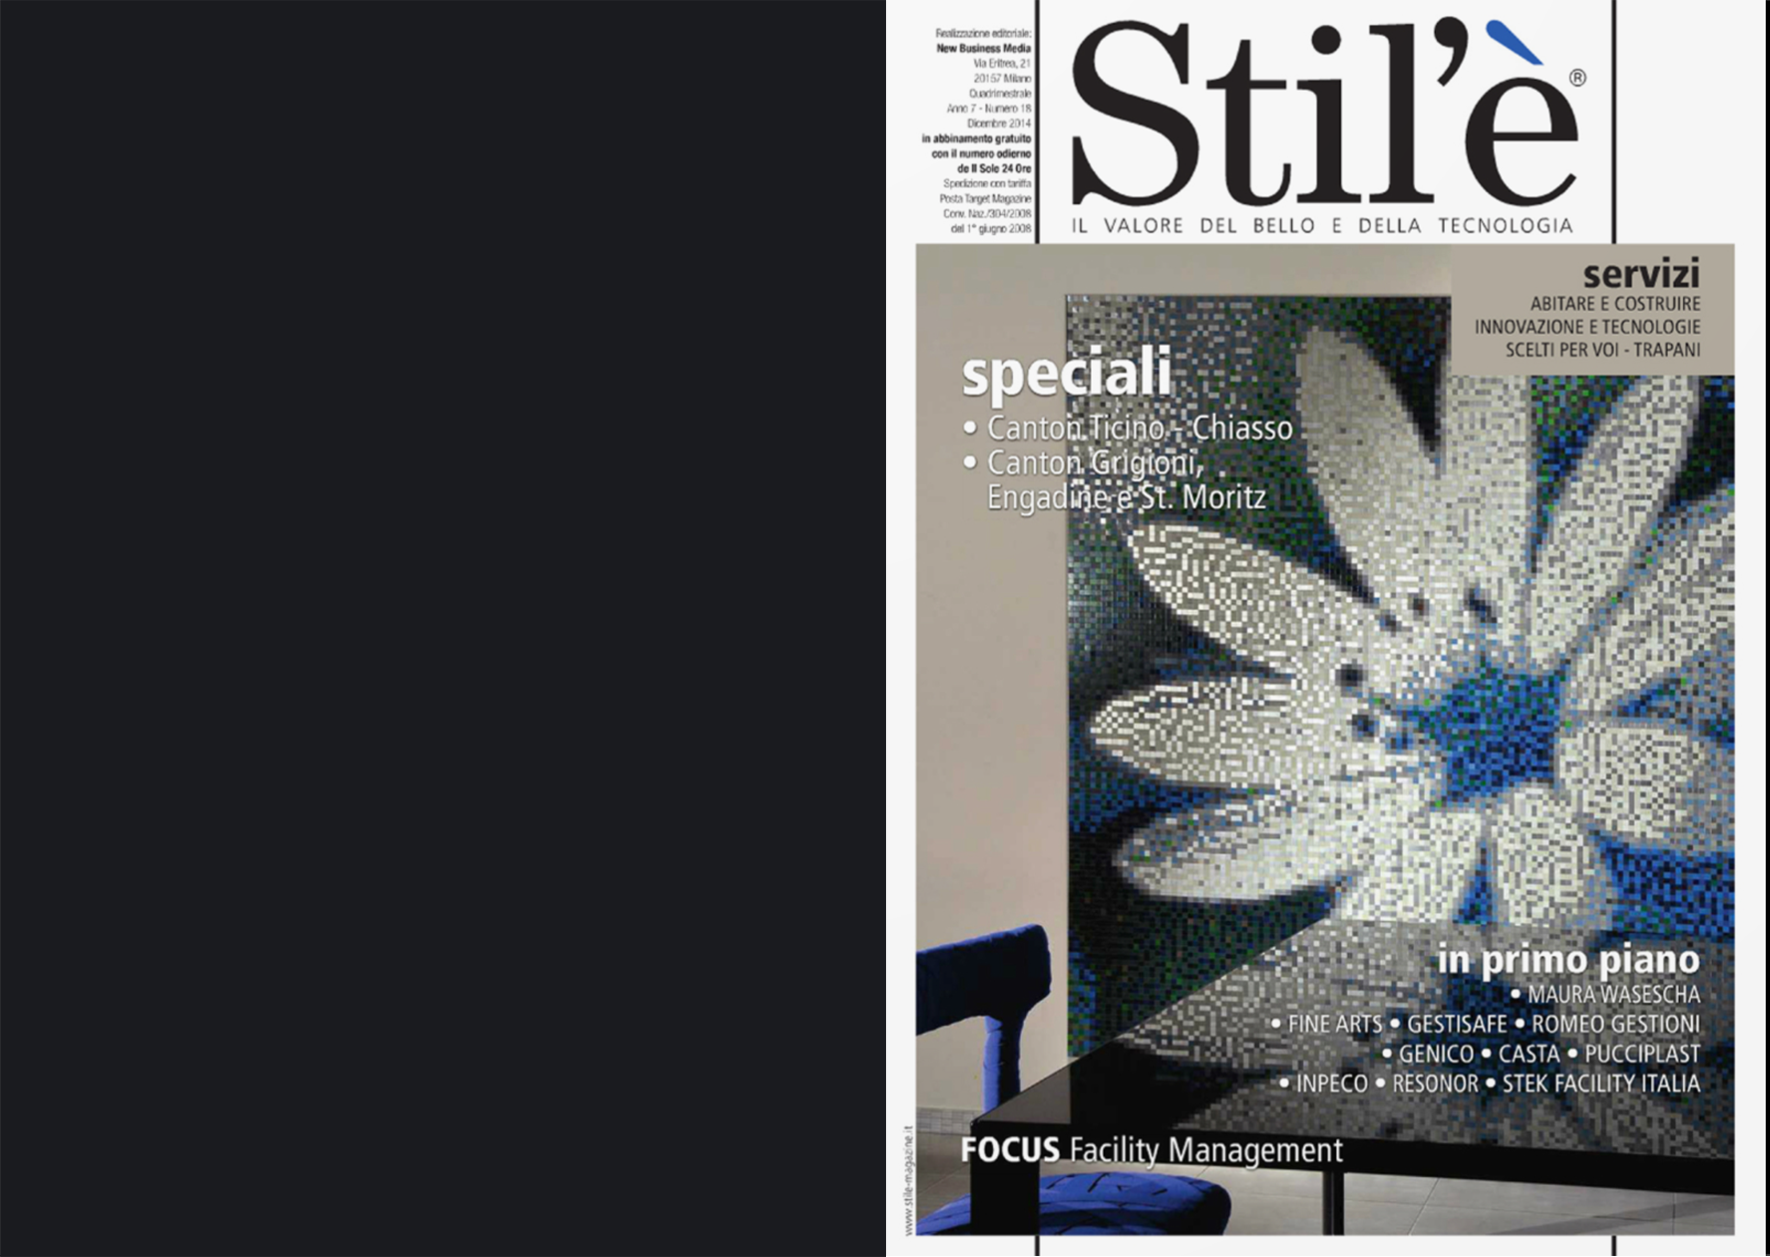 Realizzazione editoriale:
New Business Media
Via Eritrea, 21
20157 Milano
Quadrimestrale
Anno 7 - Numero 18
Dicembre 2014
in abbinamento gratuito
con il numero odierno
de Il Sole 24 Ore
Spedizione con tariffa
Posta Target Magazine
Conv. Naz./304/2008
del 1° giugno 2008
Stil'è®
IL VALORE DEL BELLO E DELLA TECNOLOGIA
servizi
ABITARE E COSTRUIRE
INNOVAZIONE E TECNOLOGIE
SCELTI PER VOI - TRAPANI
speciali
• Canton Ticino - Chiasso
• Canton Grigioni,
Engadine e St. Moritz
in primo piano
• MAURA WASESCHA
• FINE ARTS • GESTISAFE • ROMEO GESTIONI
• GENICO • CASTA • PUCCIPLAST
• INPECO • RESONOR • STEK FACILITY ITALIA
FOCUS Facility Management
www.stile-magazine.it